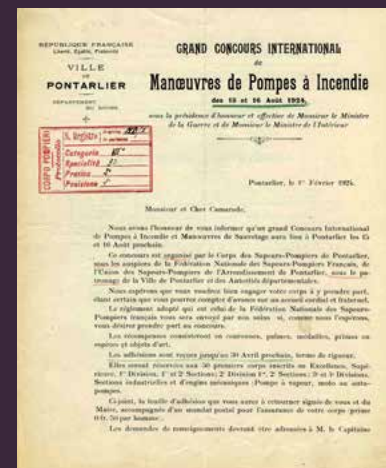 RÉPUBLIQUE FRANÇAISE
Liberté, Égalité, Fraternité
VILLE
DE
PONTARLIER
DÉPARTEMENT
DU DOUBS
GRAND CONCOURS INTERNATIONAL
de
Manœuvres de Pompes à Incendie
des 15 et 16 Août 1924,
sous la présidence d'honneur et effective de Monsieur le Ministre
de la Guerre et de Monsieur le Ministre de l'Intérieur
CORPO POMPIERI
N. Registro
Categoria
Specialità
Pratica
Posizione
Pontarlier, le 1er Février 1924.
Monsieur et Cher Camarade,
Nous avons l'honneur de vous informer qu'un grand Concours International
de Pompes à Incendie et Manœuvres de Sauvetage aura lieu à Pontarlier les 15
et 16 Août prochain.
Ce concours est organisé par le Corps des Sapeurs-Pompiers de Pontarlier,
sous les auspices de la Fédération Nationale des Sapeurs-Pompiers Français, de
l'Union des Sapeurs-Pompiers de l'Arrondissement de Pontarlier, sous le pa-
tronage de la Ville de Pontarlier et des Autorités départementales.
Nous espérons que vous voudrez bien engager votre corps à y prendre part,
étant certain que vous pourrez compter d'avance sur un accueil cordial et fraternel.
Le règlement adopté qui est celui de la Fédération Nationale des Sapeurs-
Pompiers français vous sera envoyé par nos soins si, comme nous l'espérons,
vous désirez prendre part au concours.
Les récompenses consisteront en couronnes, palmes, médailles, primes en
espèces et objets d'art.
Les adhésions sont reçues jusqu'au 30 Avril prochain, terme de rigueur.
Elles seront réservées aux 50 premiers corps inscrits en Excellence, Supé-
rieure, 1re Division, 1re et 2e Sections; 2e Division 1re, 2e Sections; 3e et 4e Divisions,
Sections industrielles et d'engins mécaniques (Pompe à vapeur, moto ou auto-
pompes).
Ci-joint, la feuille d'adhésion que vous aurez à retourner signée de vous et du
Maire, accompagnée d'un mandat postal pour l'assurance de votre corps (prime
0 fr. 50 par homme).
Les demandes de renseignements devront être adressées à M. le Capitaine